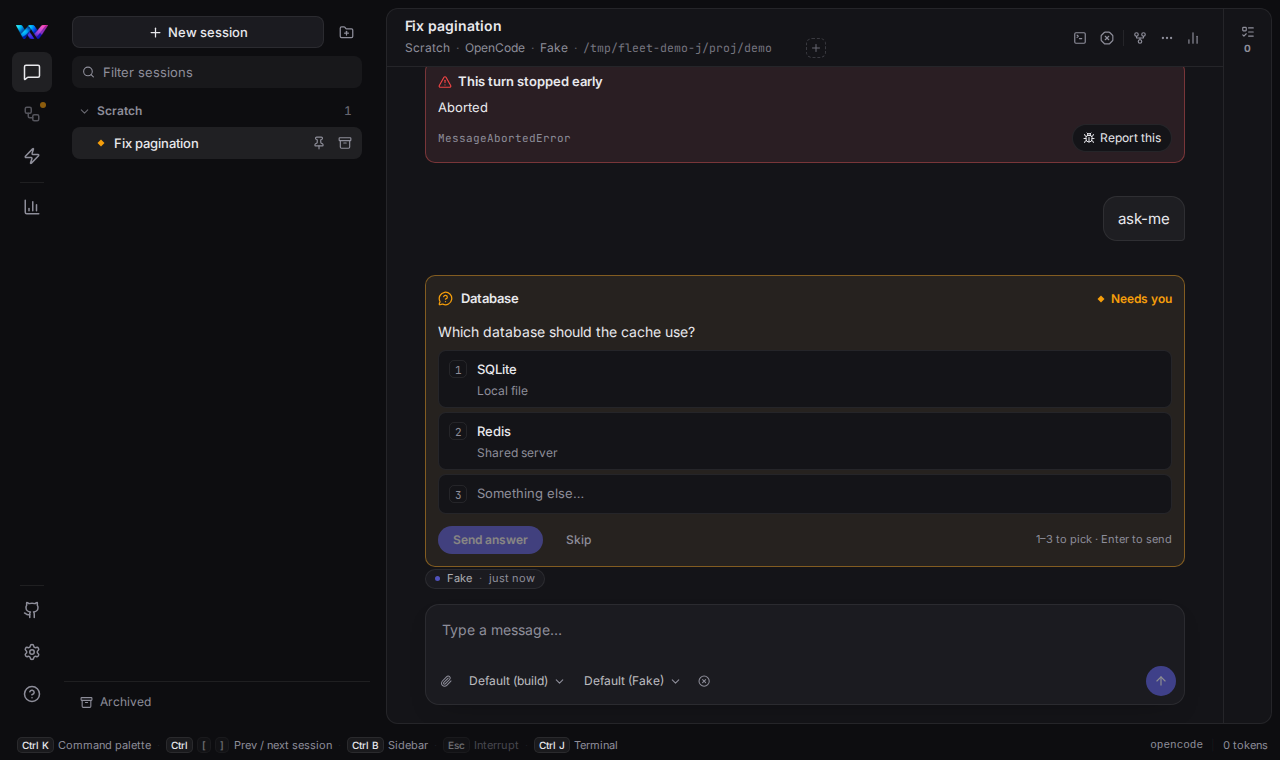 New session
Filter sessions
Scratch 1
Fix pagination
Archived
Fix pagination
Scratch · OpenCode · Fake · /tmp/fleet-demo-j/proj/demo
0
This turn stopped early
Aborted
MessageAbortedError
Report this
ask-me
Database
Needs you
Which database should the cache use?
1 SQLite
Local file
2 Redis
Shared server
3 Something else...
Send answer Skip 1–3 to pick · Enter to send
Fake · just now
Type a message...
Default (build) Default (Fake)
Ctrl K Command palette Ctrl [ ] Prev / next session Ctrl B Sidebar Esc Interrupt Ctrl J Terminal opencode 0 tokens